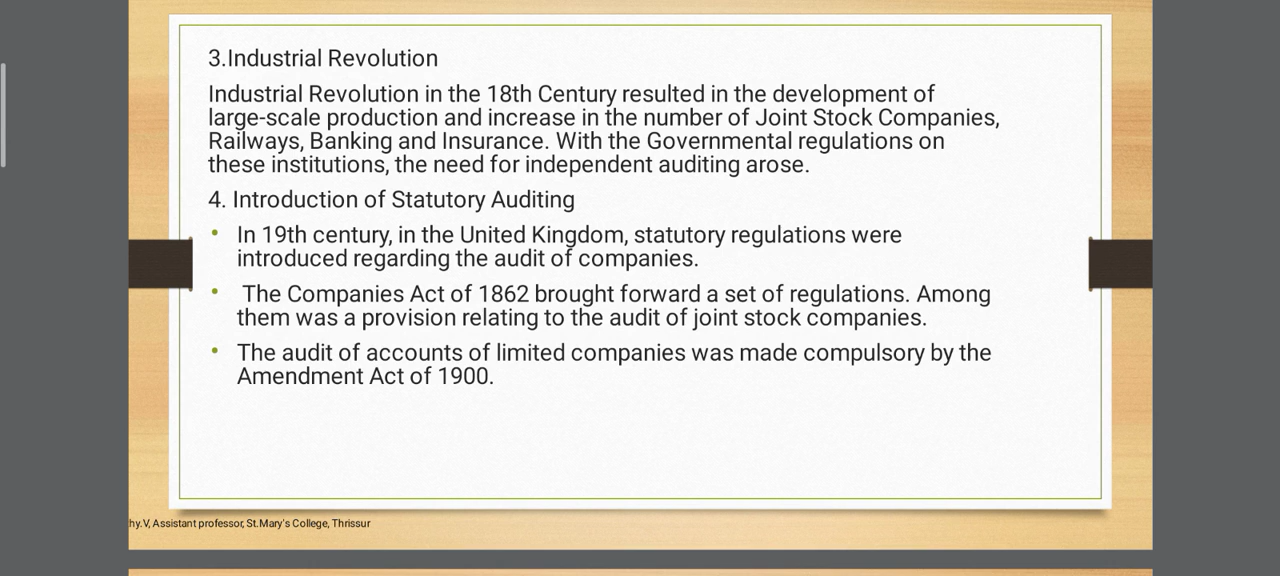 3.Industrial Revolution
Industrial Revolution in the 18th Century resulted in the development of
large-scale production and increase in the number of Joint Stock Companies,
Railways, Banking and Insurance. With the Governmental regulations on
these institutions, the need for independent auditing arose.
4. Introduction of Statutory Auditing
• In 19th century, in the United Kingdom, statutory regulations were
introduced regarding the audit of companies.
• The Companies Act of 1862 brought forward a set of regulations. Among
them was a provision relating to the audit of joint stock companies.
• The audit of accounts of limited companies was made compulsory by the
Amendment Act of 1900.
hy.V, Assistant professor, St.Mary's College, Thrissur